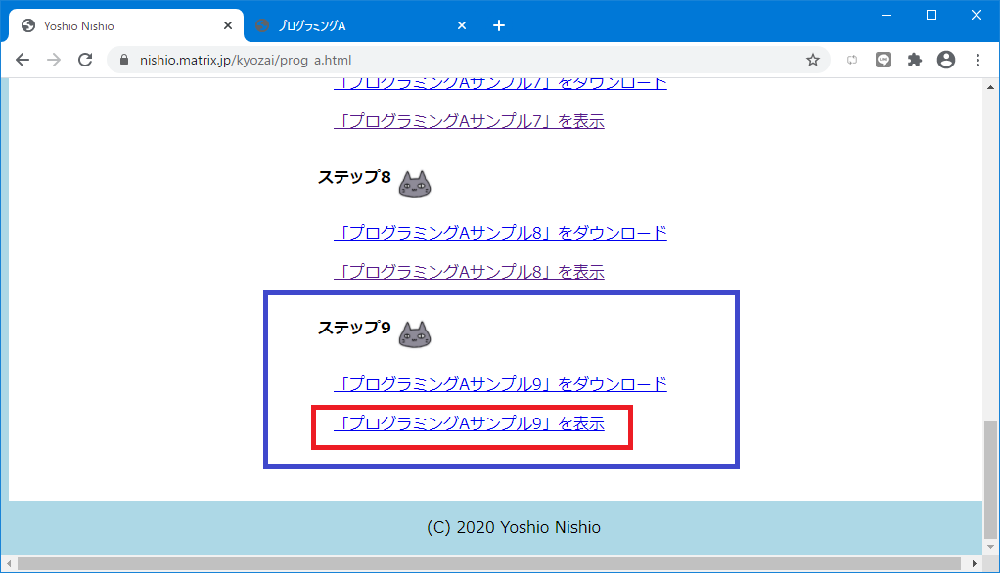 Yoshio Nishio
プログラミングA
nishio.matrix.jp/kyozai/prog_a.html
「プログラミングAサンプル7」をダウンロード
「プログラミングAサンプル7」を表示
ステップ8
「プログラミングAサンプル8」をダウンロード
「プログラミングAサンプル8」を表示
ステップ9
「プログラミングAサンプル9」をダウンロード
「プログラミングAサンプル9」を表示
(C) 2020 Yoshio Nishio